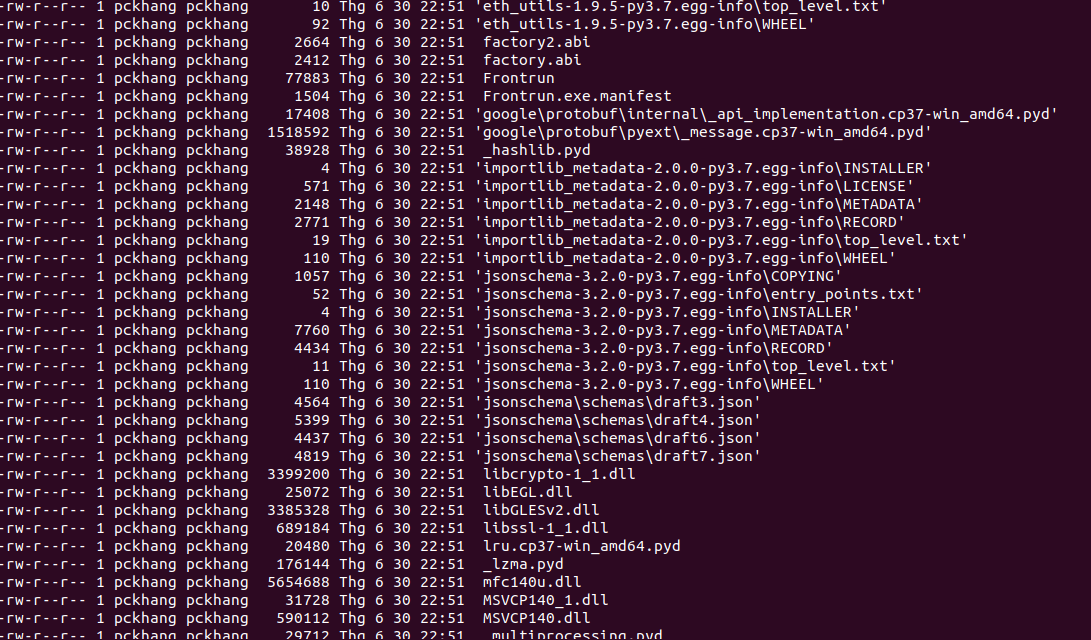 -rw-r--r-- 1 pckhang pckhang      10 Thg 6 30 22:51 'eth_utils-1.9.5-py3.7.egg-info\top_level.txt'
-rw-r--r-- 1 pckhang pckhang      92 Thg 6 30 22:51 'eth_utils-1.9.5-py3.7.egg-info\WHEEL'
-rw-r--r-- 1 pckhang pckhang    2664 Thg 6 30 22:51  factory2.abi
-rw-r--r-- 1 pckhang pckhang    2412 Thg 6 30 22:51  factory.abi
-rw-r--r-- 1 pckhang pckhang   77883 Thg 6 30 22:51  Frontrun
-rw-r--r-- 1 pckhang pckhang    1504 Thg 6 30 22:51  Frontrun.exe.manifest
-rw-r--r-- 1 pckhang pckhang   17408 Thg 6 30 22:51 'google\protobuf\internal\_api_implementation.cp37-win_amd64.pyd'
-rw-r--r-- 1 pckhang pckhang 1518592 Thg 6 30 22:51 'google\protobuf\pyext\_message.cp37-win_amd64.pyd'
-rw-r--r-- 1 pckhang pckhang   38928 Thg 6 30 22:51  _hashlib.pyd
-rw-r--r-- 1 pckhang pckhang       4 Thg 6 30 22:51 'importlib_metadata-2.0.0-py3.7.egg-info\INSTALLER'
-rw-r--r-- 1 pckhang pckhang     571 Thg 6 30 22:51 'importlib_metadata-2.0.0-py3.7.egg-info\LICENSE'
-rw-r--r-- 1 pckhang pckhang    2148 Thg 6 30 22:51 'importlib_metadata-2.0.0-py3.7.egg-info\METADATA'
-rw-r--r-- 1 pckhang pckhang    2771 Thg 6 30 22:51 'importlib_metadata-2.0.0-py3.7.egg-info\RECORD'
-rw-r--r-- 1 pckhang pckhang      19 Thg 6 30 22:51 'importlib_metadata-2.0.0-py3.7.egg-info\top_level.txt'
-rw-r--r-- 1 pckhang pckhang     110 Thg 6 30 22:51 'importlib_metadata-2.0.0-py3.7.egg-info\WHEEL'
-rw-r--r-- 1 pckhang pckhang    1057 Thg 6 30 22:51 'jsonschema-3.2.0-py3.7.egg-info\COPYING'
-rw-r--r-- 1 pckhang pckhang      52 Thg 6 30 22:51 'jsonschema-3.2.0-py3.7.egg-info\entry_points.txt'
-rw-r--r-- 1 pckhang pckhang       4 Thg 6 30 22:51 'jsonschema-3.2.0-py3.7.egg-info\INSTALLER'
-rw-r--r-- 1 pckhang pckhang    7760 Thg 6 30 22:51 'jsonschema-3.2.0-py3.7.egg-info\METADATA'
-rw-r--r-- 1 pckhang pckhang    4434 Thg 6 30 22:51 'jsonschema-3.2.0-py3.7.egg-info\RECORD'
-rw-r--r-- 1 pckhang pckhang      11 Thg 6 30 22:51 'jsonschema-3.2.0-py3.7.egg-info\top_level.txt'
-rw-r--r-- 1 pckhang pckhang     110 Thg 6 30 22:51 'jsonschema-3.2.0-py3.7.egg-info\WHEEL'
-rw-r--r-- 1 pckhang pckhang    4564 Thg 6 30 22:51 'jsonschema\schemas\draft3.json'
-rw-r--r-- 1 pckhang pckhang    5399 Thg 6 30 22:51 'jsonschema\schemas\draft4.json'
-rw-r--r-- 1 pckhang pckhang    4437 Thg 6 30 22:51 'jsonschema\schemas\draft6.json'
-rw-r--r-- 1 pckhang pckhang    4819 Thg 6 30 22:51 'jsonschema\schemas\draft7.json'
-rw-r--r-- 1 pckhang pckhang 3399200 Thg 6 30 22:51  libcrypto-1_1.dll
-rw-r--r-- 1 pckhang pckhang   25072 Thg 6 30 22:51  libEGL.dll
-rw-r--r-- 1 pckhang pckhang 3385328 Thg 6 30 22:51  libGLESv2.dll
-rw-r--r-- 1 pckhang pckhang  689184 Thg 6 30 22:51  libssl-1_1.dll
-rw-r--r-- 1 pckhang pckhang   20480 Thg 6 30 22:51  lru.cp37-win_amd64.pyd
-rw-r--r-- 1 pckhang pckhang  176144 Thg 6 30 22:51  _lzma.pyd
-rw-r--r-- 1 pckhang pckhang 5654688 Thg 6 30 22:51  mfc140u.dll
-rw-r--r-- 1 pckhang pckhang   31728 Thg 6 30 22:51  MSVCP140_1.dll
-rw-r--r-- 1 pckhang pckhang  590112 Thg 6 30 22:51  MSVCP140.dll
-rw-r--r-- 1 pckhang pckhang   29712 Thg 6 30 22:51  _multiprocessing.pyd